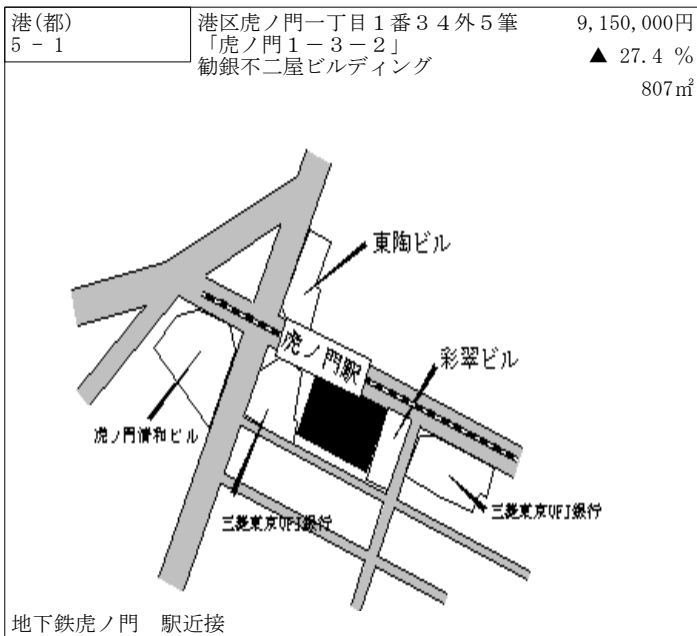 港(都)
5 - 1
港区虎ノ門一丁目１番３４外５筆
「虎ノ門１－３－２」
勧銀不二屋ビルディング
9,150,000円
▲ 27.4 %
807㎡
東陶ビル
虎ノ門駅
彩翠ビル
虎ノ門清和ビル
三菱東京UFJ銀行
三菱東京UFJ銀行
地下鉄虎ノ門　駅近接